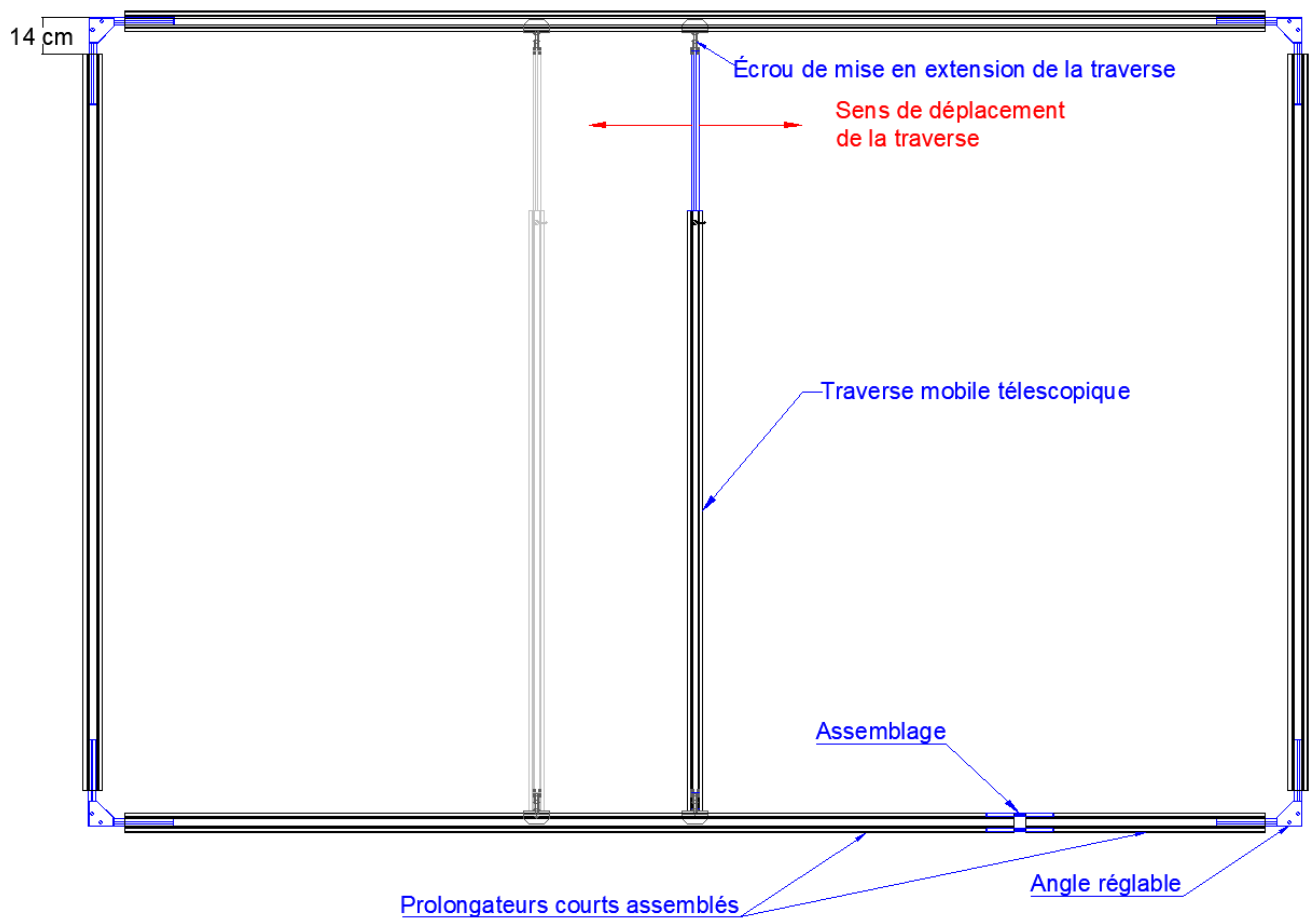 14 cm
Écrou de mise en extension de la traverse
Sens de déplacement
de la traverse
Traverse mobile télescopique
Assemblage
Angle réglable
Prolongateurs courts assemblés